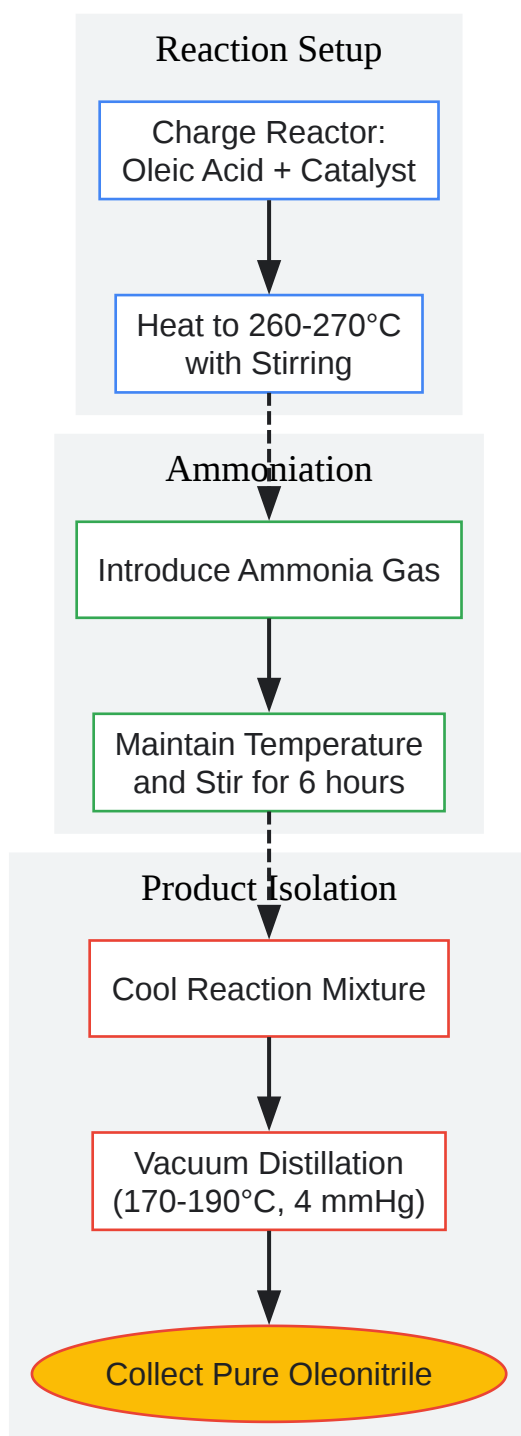 Reaction Setup
Charge Reactor:
Oleic Acid + Catalyst
Heat to 260-270°C
with Stirring
Ammoniation
Introduce Ammonia Gas
Maintain Temperature
and Stir for 6 hours
Product Isolation
Cool Reaction Mixture
Vacuum Distillation
(170-190°C, 4 mmHg)
Collect Pure Oleonitrile